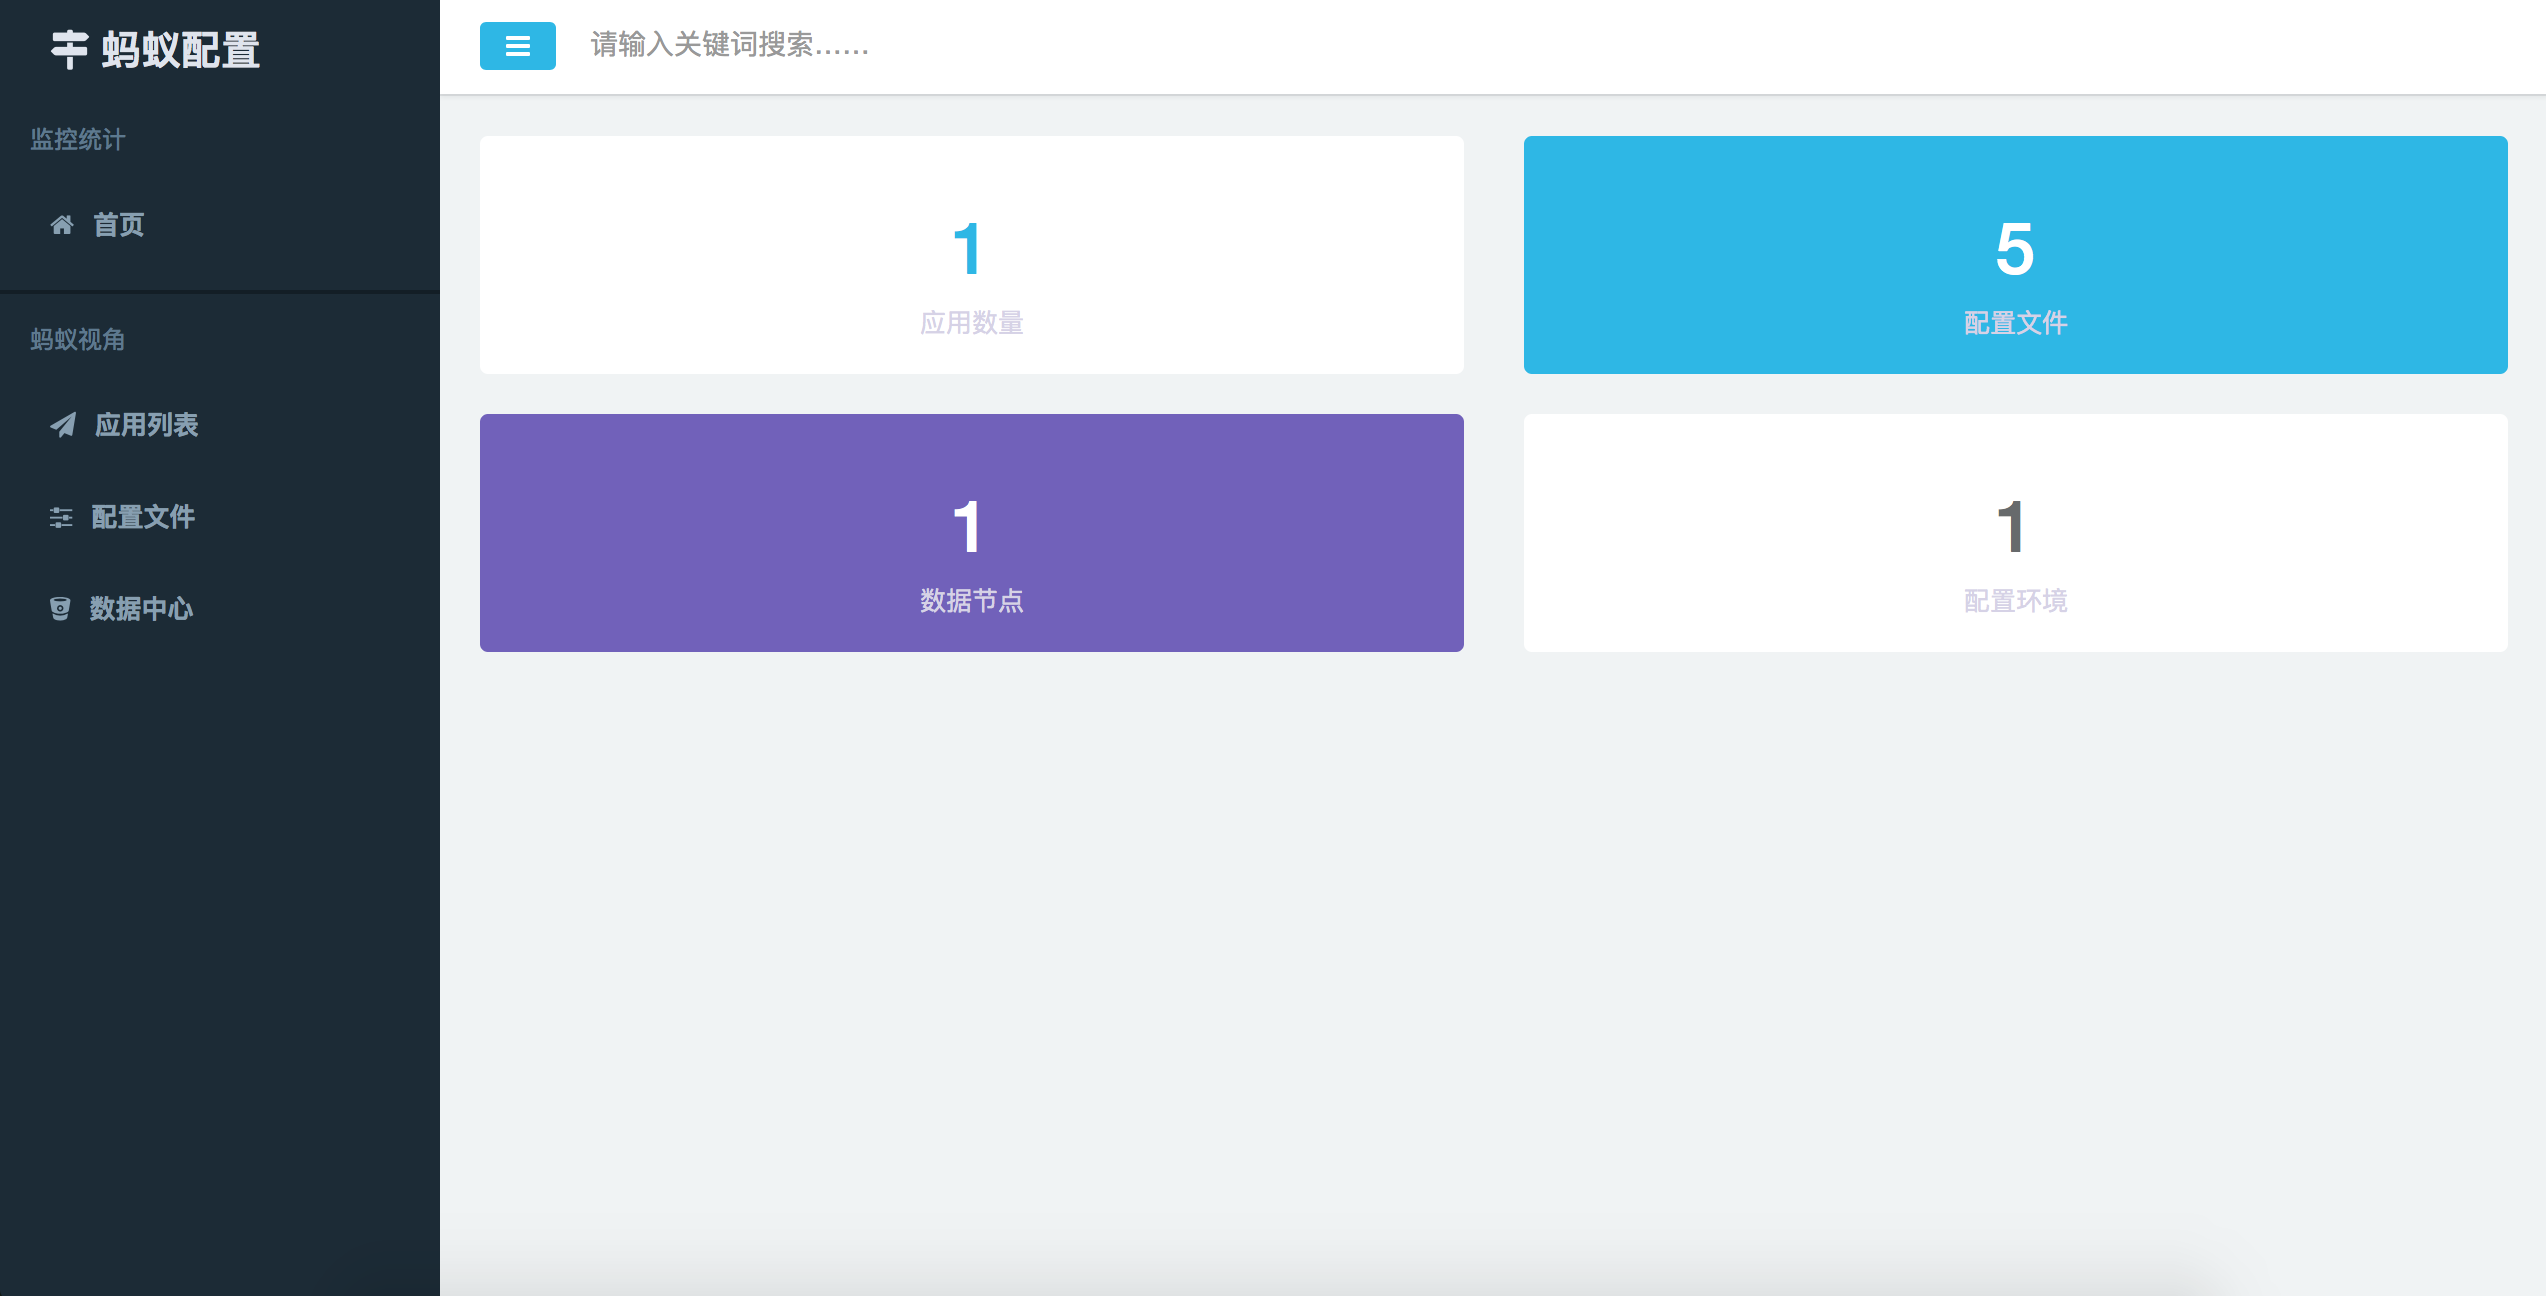 蚂蚁配置
监控统计
首页
蚂蚁视角
应用列表
配置文件
数据中心
请输入关键词搜索......
1
应用数量
5
配置文件
1
数据节点
1
配置环境